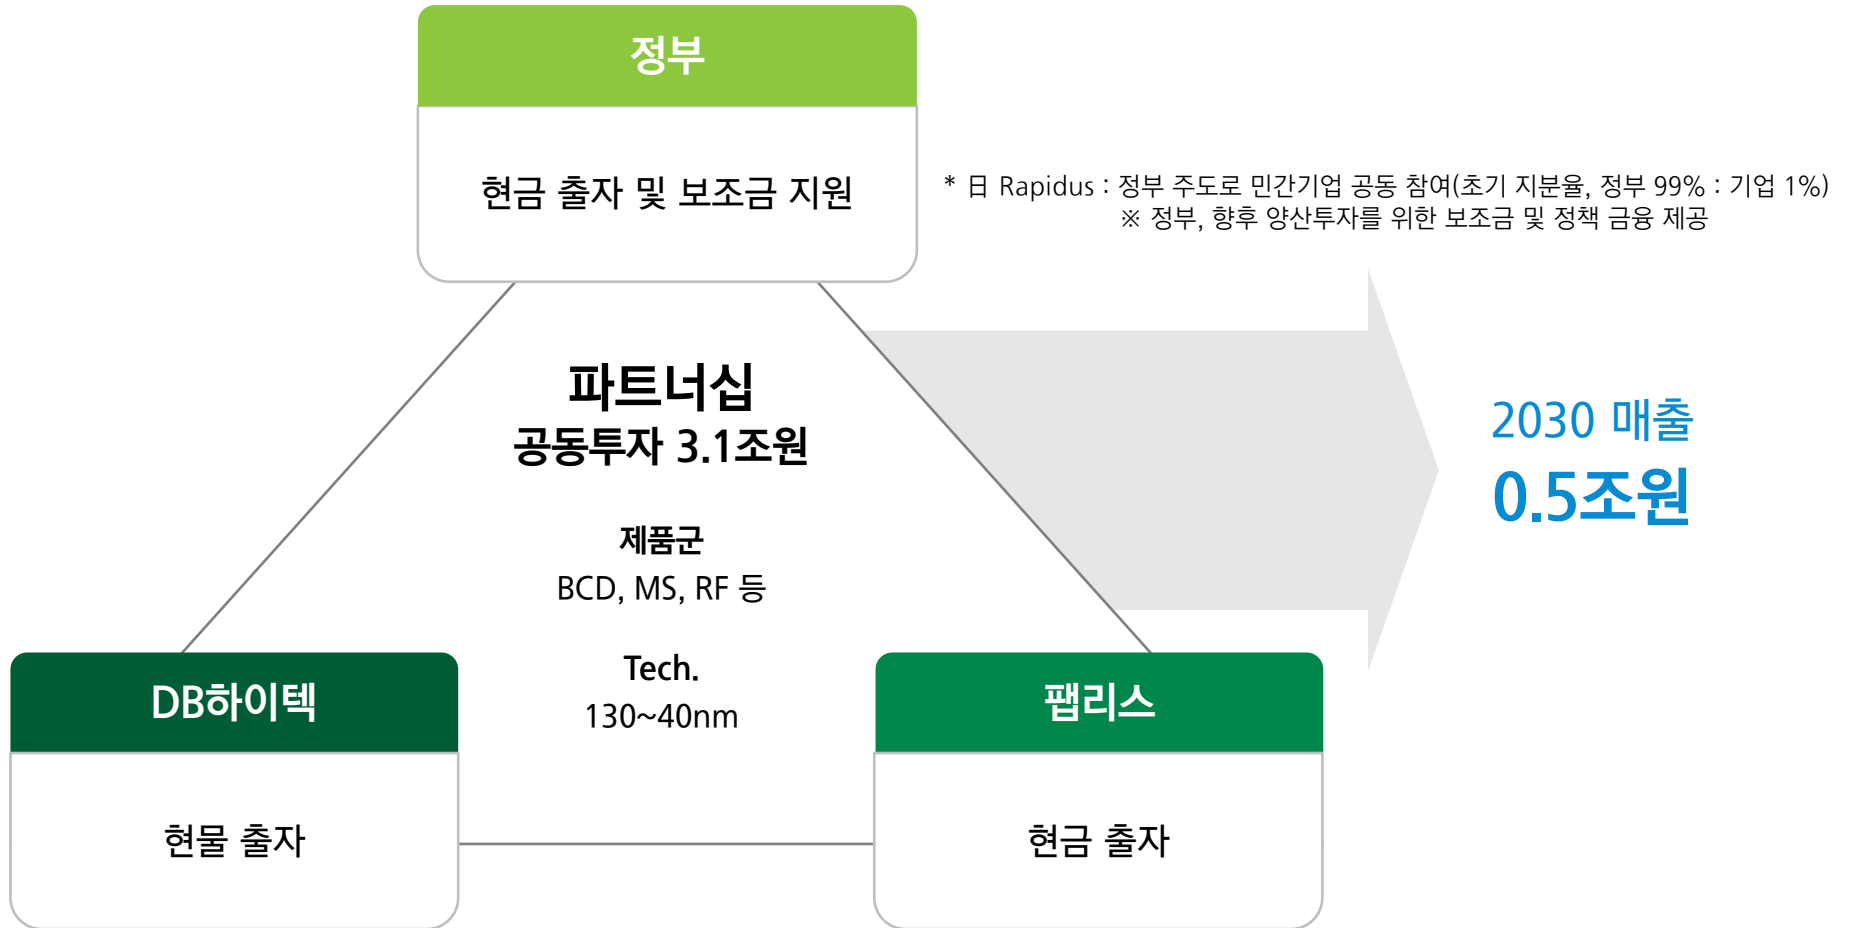 정부
현금 출자 및 보조금 지원
* 日 Rapidus : 정부 주도로 민간기업 공동 참여(초기 지분율, 정부 99% : 기업 1%)
※ 정부, 향후 양산투자를 위한 보조금 및 정책 금융 제공
파트너십
공동투자 3.1조원
제품군
BCD, MS, RF 등
Tech.
130~40nm
2030 매출
0.5조원
DB하이텍
현물 출자
팹리스
현금 출자